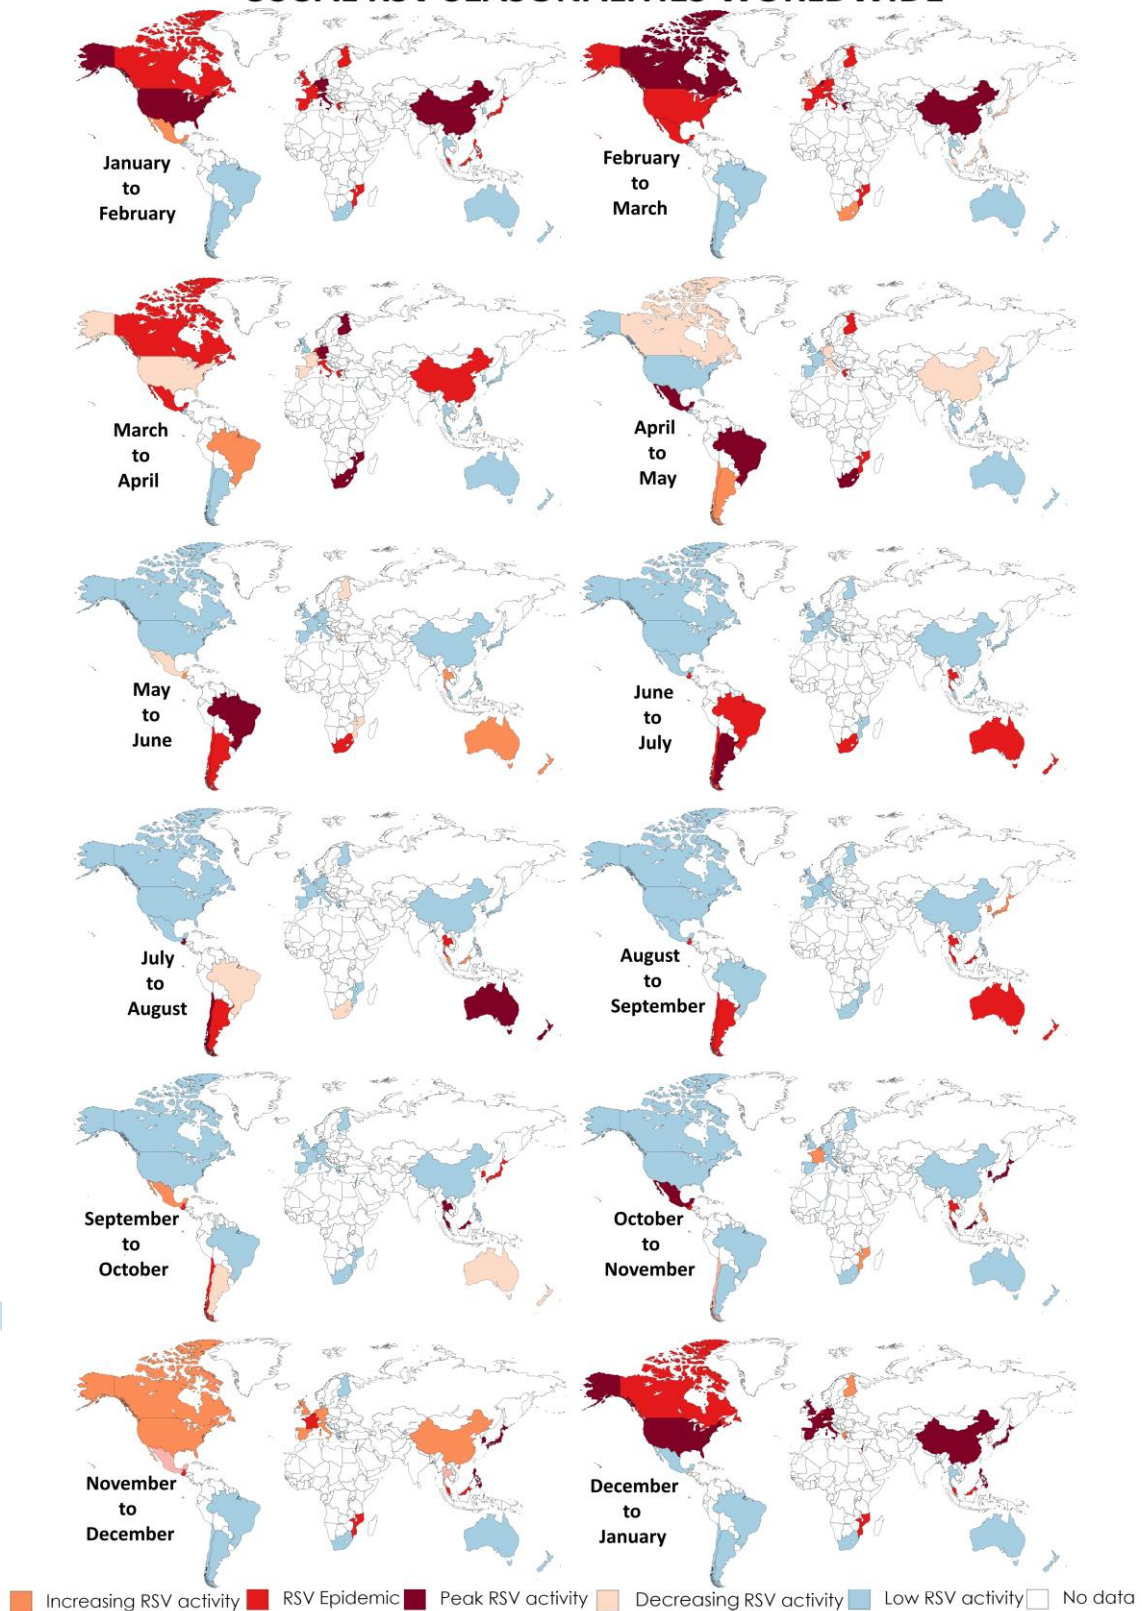 January
to
February
February
to
March
March
to
April
April
to
May
May
to
June
June
to
July
July
to
August
August
to
September
September
to
October
October
to
November
November
to
December
December
to
January
Increasing RSV activity RSV Epidemic Peak RSV activity Decreasing RSV activity Low RSV activity No data